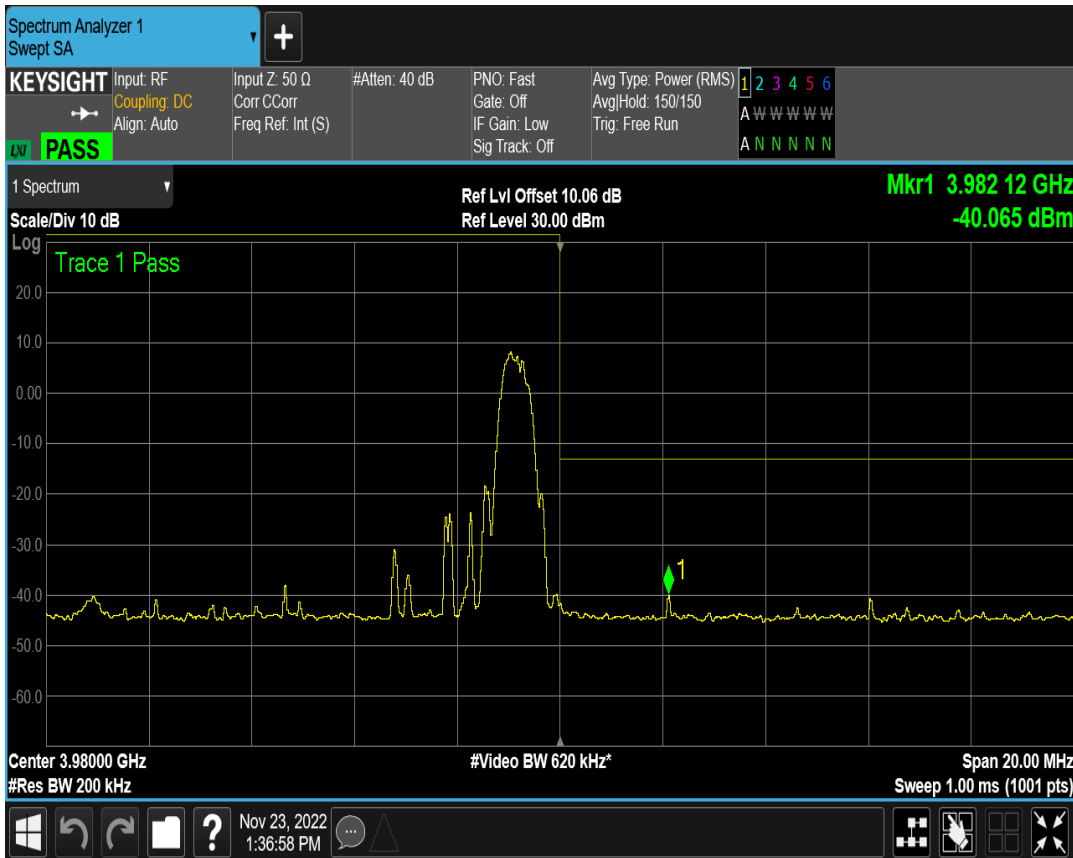 Spectrum Analyzer 1
Swept SA
+
KEYSIGHT
LXI PASS
Input: RF
Coupling: DC
Align: Auto
Input Z: 50 Ω
Corr CCorr
Freq Ref: Int (S)
#Atten: 40 dB
PNO: Fast
Gate: Off
IF Gain: Low
Sig Track: Off
Avg Type: Power (RMS)
Avg|Hold: 150/150
Trig: Free Run
1 2 3 4 5 6
A W W W W W
A N N N N N
1 Spectrum
Scale/Div 10 dB
Ref Lvl Offset 10.06 dB
Ref Level 30.00 dBm
Mkr1 3.982 12 GHz
-40.065 dBm
Log
Trace 1 Pass
20.0
10.0
0.00
-10.0
-20.0
-30.0
-40.0
-50.0
-60.0
1
Center 3.98000 GHz
#Res BW 200 kHz
#Video BW 620 kHz*
Span 20.00 MHz
Sweep 1.00 ms (1001 pts)
?
Nov 23, 2022
1:36:58 PM